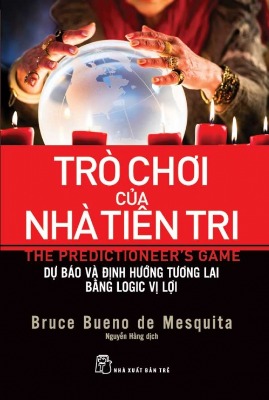 TRÒ CHƠI
CỦA
NHÀ TIÊN TRI
THE PREDICTIONEER'S GAME
DỰ BÁO VÀ ĐỊNH HƯỚNG TƯƠNG LAI
BẰNG LOGIC VỊ LỢI
Bruce Bueno de Mesquita
Nguyễn Hằng dịch
NHÀ XUẤT BẢN TRẺ